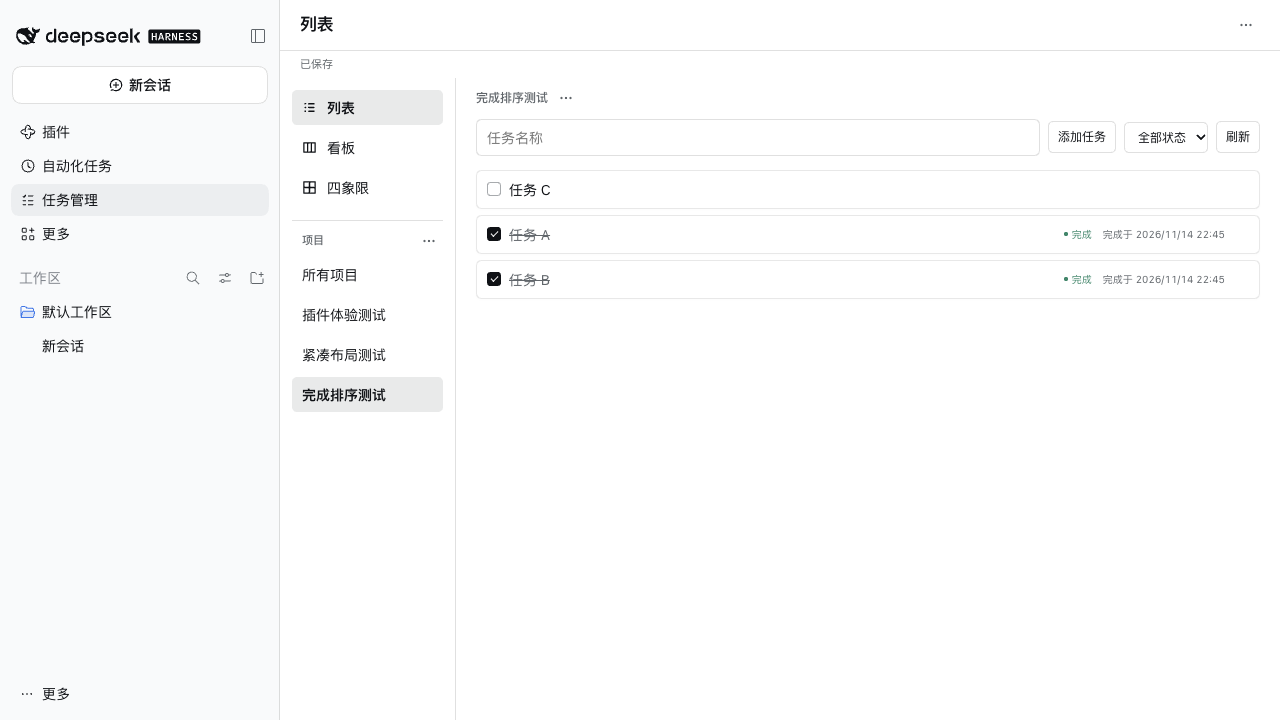 deepseek HARNESS
新会话
插件
自动化任务
任务管理
更多
工作区
默认工作区
新会话
更多
列表
已保存
列表
看板
四象限
项目
所有项目
插件体验测试
紧凑布局测试
完成排序测试
完成排序测试
任务名称 添加任务 全部状态 刷新
任务 C
任务 A 完成 完成于 2026/11/14 22:45
任务 B 完成 完成于 2026/11/14 22:45